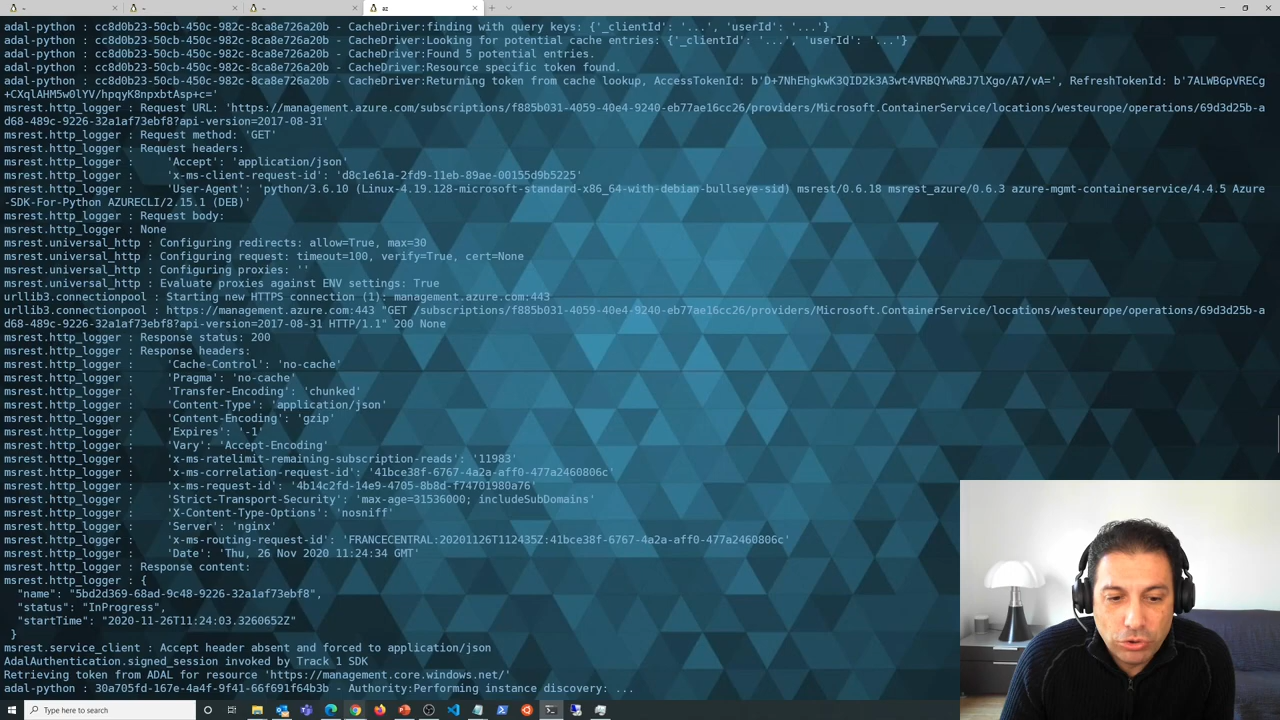 ~
~
~
az
adal-python : cc8d0b23-50cb-450c-982c-c8a8e726a20b - CacheDriver:finding with query keys: {'_clientId': '...', 'userId': '...'}
adal-python : cc8d0b23-50cb-450c-982c-c8a8e726a20b - CacheDriver:Looking for potential cache entries: {'_clientId': '...', 'userId': '...'}
adal-python : cc8d0b23-50cb-450c-982c-c8a8e726a20b - CacheDriver:Found 5 potential entries.
adal-python : cc8d0b23-50cb-450c-982c-c8a8e726a20b - CacheDriver:Resource specific token found.
adal-python : cc8d0b23-50cb-450c-982c-c8a8e726a20b - CacheDriver:Returning token from cache lookup, AccessTokenId: b'D+7NhEhgkwK3QID2k3A3wt4VRBQYwRBJ7lXgo/A7/vA=', RefreshTokenId: b'7ALWBGpVRECg
+CXqlAHM5w0lYV/hpqyK8npxbtAsp+c='
msrest.http_logger : Request URL: 'https://management.azure.com/subscriptions/f885b031-4059-40e4-9240-eb77ae16cc26/providers/Microsoft.ContainerService/locations/westeurope/operations/69d3d25b-a
d68-489c-9226-32a1af73ebf8?api-version=2017-08-31'
msrest.http_logger : Request method: 'GET'
msrest.http_logger : Request headers:
msrest.http_logger :     'Accept': 'application/json'
msrest.http_logger :     'x-ms-client-request-id': 'd8c1e61a-2fd9-11eb-89ae-00155d9b5225'
msrest.http_logger :     'User-Agent': 'python/3.6.10 (Linux-4.19.128-microsoft-standard-x86_64-with-debian-bullseye-sid) msrest/0.6.18 msrest_azure/0.6.3 azure-mgmt-containerservice/4.4.5 Azure
-SDK-For-Python AZURECLI/2.15.1 (DEB)'
msrest.http_logger : Request body:
msrest.http_logger : None
msrest.universal_http : Configuring redirects: allow=True, max=30
msrest.universal_http : Configuring request: timeout=100, verify=True, cert=None
msrest.universal_http : Configuring proxies: ''
msrest.universal_http : Evaluate proxies against ENV settings: True
urllib3.connectionpool : Starting new HTTPS connection (1): management.azure.com:443
urllib3.connectionpool : https://management.azure.com:443 "GET /subscriptions/f885b031-4059-40e4-9240-eb77ae16cc26/providers/Microsoft.ContainerService/locations/westeurope/operations/69d3d25b-a
d68-489c-9226-32a1af73ebf8?api-version=2017-08-31 HTTP/1.1" 200 None
msrest.http_logger : Response status: 200
msrest.http_logger : Response headers:
msrest.http_logger :     'Cache-Control': 'no-cache'
msrest.http_logger :     'Pragma': 'no-cache'
msrest.http_logger :     'Transfer-Encoding': 'chunked'
msrest.http_logger :     'Content-Type': 'application/json'
msrest.http_logger :     'Content-Encoding': 'gzip'
msrest.http_logger :     'Expires': '-1'
msrest.http_logger :     'Vary': 'Accept-Encoding'
msrest.http_logger :     'x-ms-ratelimit-remaining-subscription-reads': '11983'
msrest.http_logger :     'x-ms-correlation-request-id': '41bce38f-6767-4a2a-aff0-477a2460806c'
msrest.http_logger :     'x-ms-request-id': '4b14c2fd-14e9-4705-8b8d-f74701980a76'
msrest.http_logger :     'Strict-Transport-Security': 'max-age=31536000; includeSubDomains'
msrest.http_logger :     'X-Content-Type-Options': 'nosniff'
msrest.http_logger :     'Server': 'nginx'
msrest.http_logger :     'x-ms-routing-request-id': 'FRANCECENTRAL:20201126T112435Z:41bce38f-6767-4a2a-aff0-477a2460806c'
msrest.http_logger :     'Date': 'Thu, 26 Nov 2020 11:24:34 GMT'
msrest.http_logger : Response content:
msrest.http_logger : {
"name": "5bd2d369-68ad-9c48-9226-32a1af73ebf8",
"status": "InProgress",
"startTime": "2020-11-26T11:24:03.3260652Z"
}
msrest.service_client : Accept header absent and forced to application/json
AdalAuthentication.signed_session invoked by Track 1 SDK
Retrieving token from ADAL for resource 'https://management.core.windows.net/'
adal-python : 30a705fd-167e-4a4f-9f41-66f691f64b3b - Authority:Performing instance discovery: ...
Type here to search